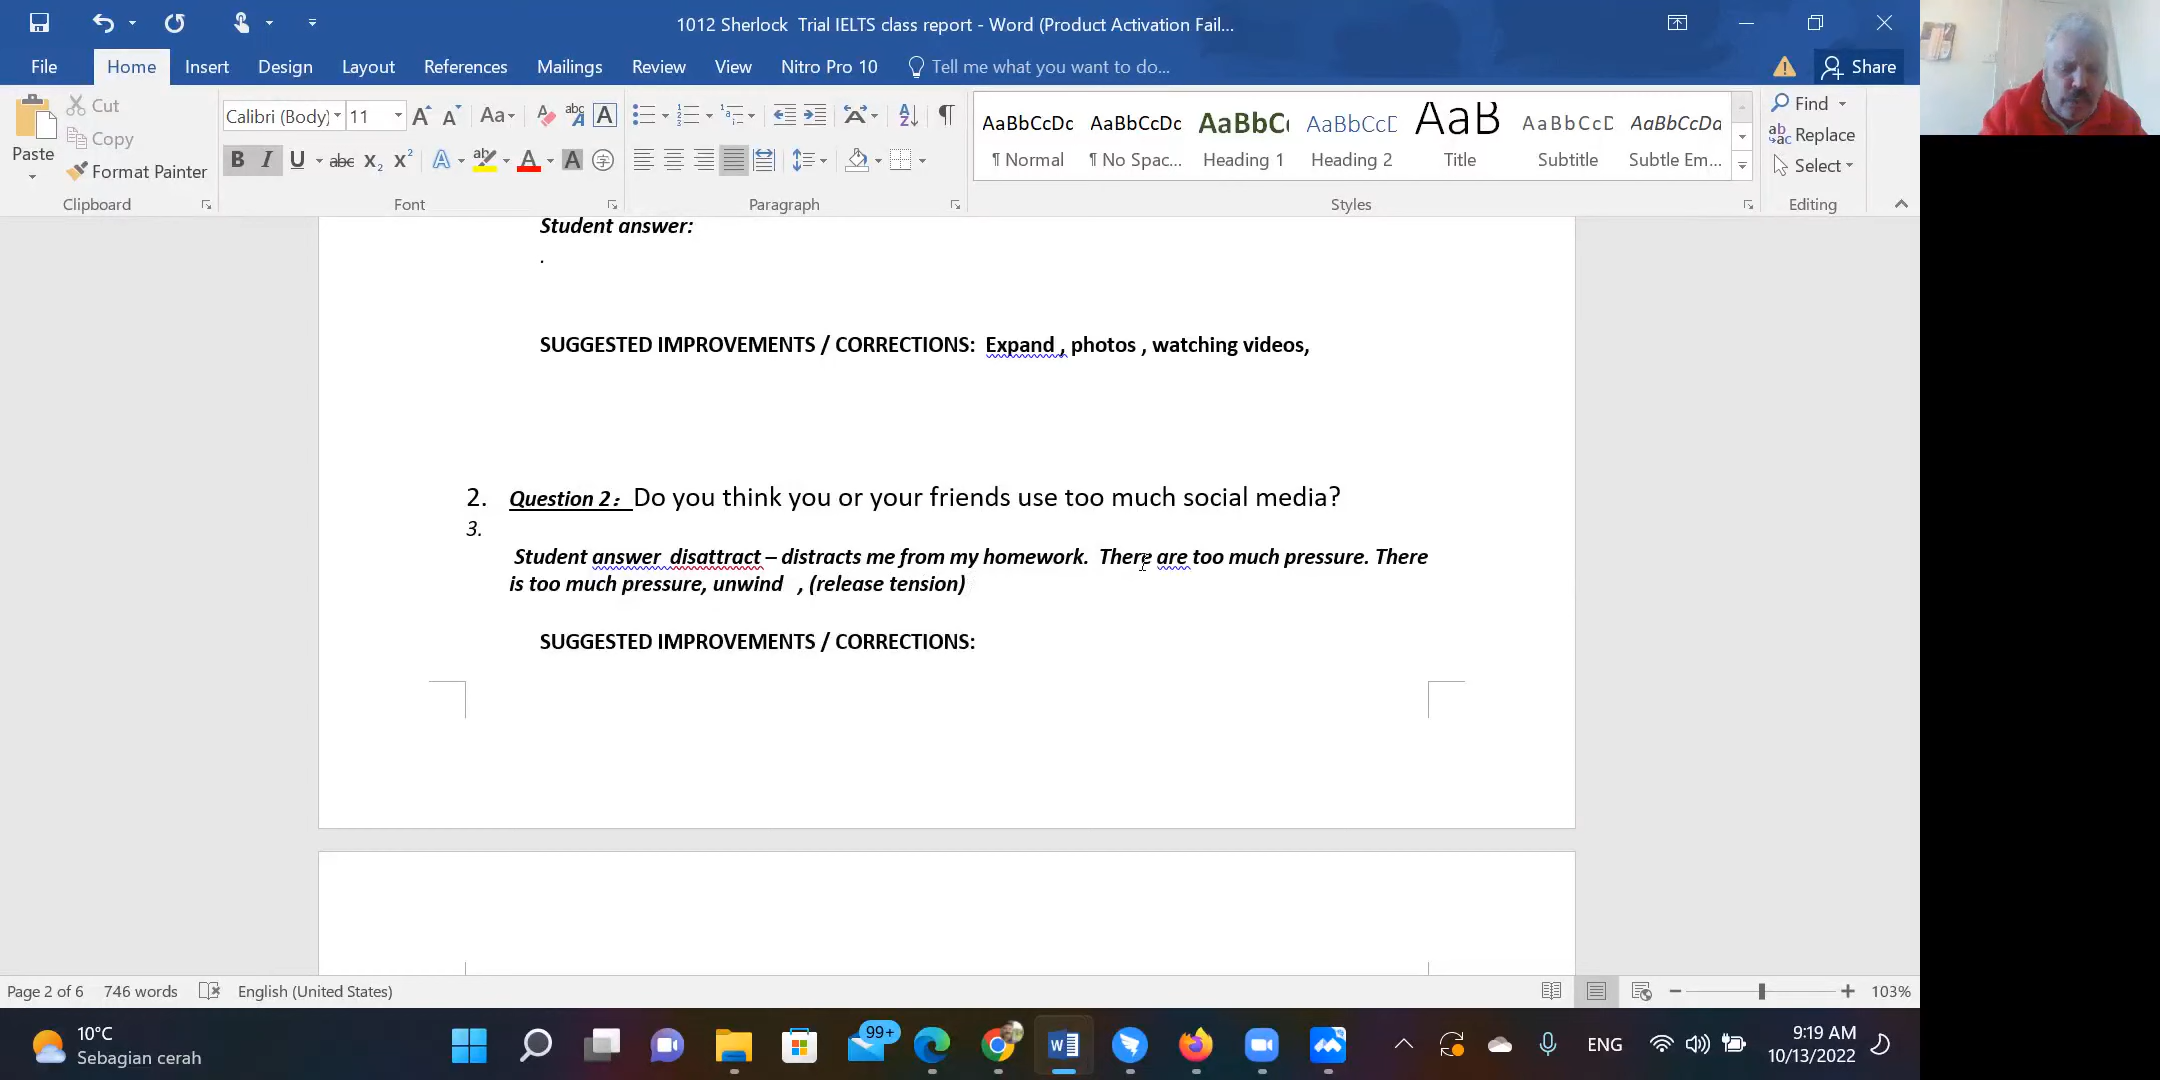 1012 Sherlock  Trial IELTS class report - Word (Product Activation Fail...
File Home Insert Design Layout References Mailings Review View Nitro Pro 10 Tell me what you want to do... Share
Paste Cut Copy Format Painter
Calibri (Body) 11 Aa
B I U abc X₂ X² A ab A A
AaBbCcDc AaBbCcDc AaBbC AaBbCcD AaB AaBbCcD AaBbCcDd
¶ Normal ¶ No Spac... Heading 1 Heading 2 Title Subtitle Subtle Em...
Find
Replace
Select
Clipboard Font Paragraph Styles Editing
Student answer:
.
SUGGESTED IMPROVEMENTS / CORRECTIONS:  Expand , photos , watching videos,
2. Question 2： Do you think you or your friends use too much social media?
3.
Student answer  disattract – distracts me from my homework.  There are too much pressure. There
is too much pressure, unwind  , (release tension)
SUGGESTED IMPROVEMENTS / CORRECTIONS:
Page 2 of 6 746 words English (United States) 103%
10°C
Sebagian cerah
99+
ENG
9:19 AM
10/13/2022